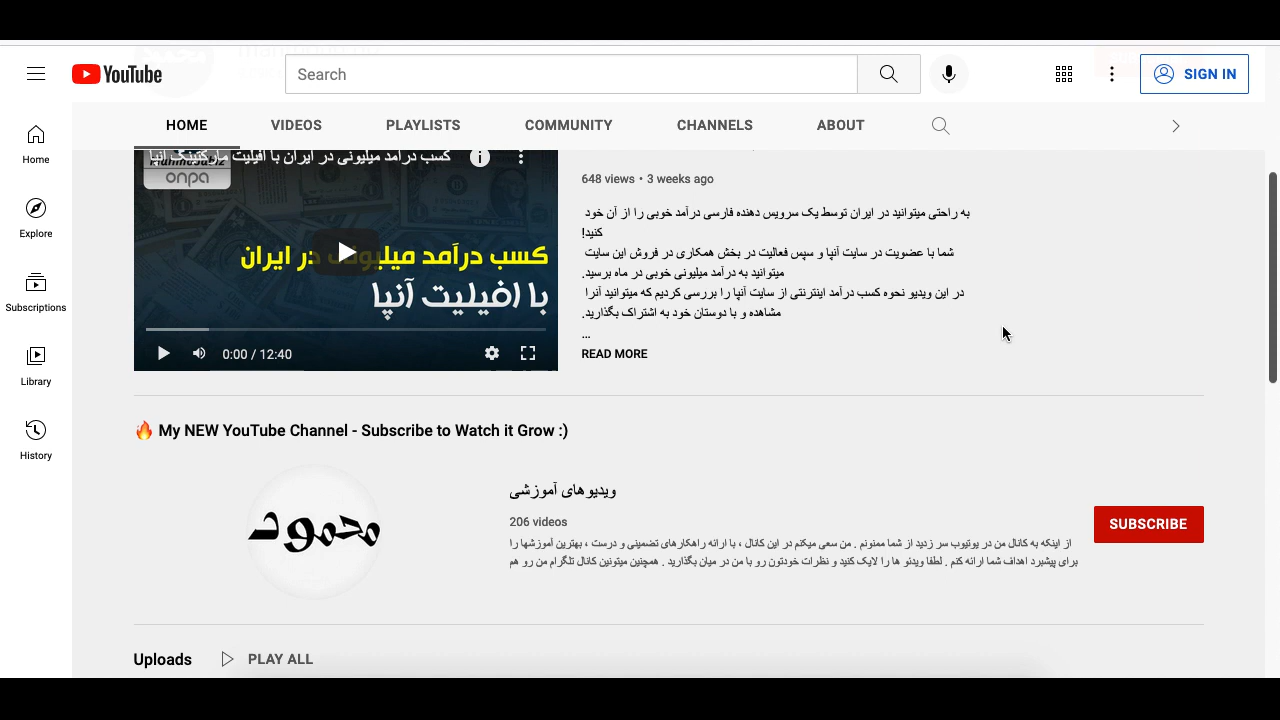 YouTube
Search
SIGN IN
HOME
VIDEOS
PLAYLISTS
COMMUNITY
CHANNELS
ABOUT
Home
Explore
Subscriptions
Library
History
کسب درآمد میلیونی در ایران با افیلیت مارکتینگ آنپا
onpa
کسب درآمد میلیونی در ایران
با افیلیت آنپا
0:00 / 12:40
648 views • 3 weeks ago
به راحتی میتوانید در ایران توسط یک سرویس دهنده فارسی درآمد خوبی را از آن خود
کنید!
شما با عضویت در سایت آنپا و سپس فعالیت در بخش همکاری در فروش این سایت
میتوانید به درآمد میلیونی خوبی در ماه برسید.
در این ویدیو نحوه کسب درآمد اینترنتی از سایت آنپا را بررسی کردیم که میتوانید آنرا
مشاهده و با دوستان خود به اشتراک بگذارید.
...
READ MORE
🔥 My NEW YouTube Channel - Subscribe to Watch it Grow :)
محمود
ویدیوهای آموزشی
206 videos
از اینکه به کانال من در یوتیوب سر زدید از شما ممنونم . من سعی میکنم در این کانال ، با ارائه راهکارهای تضمینی و درست ، بهترین آموزشها را
برای پیشبرد اهداف شما ارائه کنم . لطفا ویدئو ها را لایک کنید و نظرات خودتون رو با من در میان بگذارید . همچنین میتونین کانال تلگرام من رو هم
SUBSCRIBE
Uploads
PLAY ALL